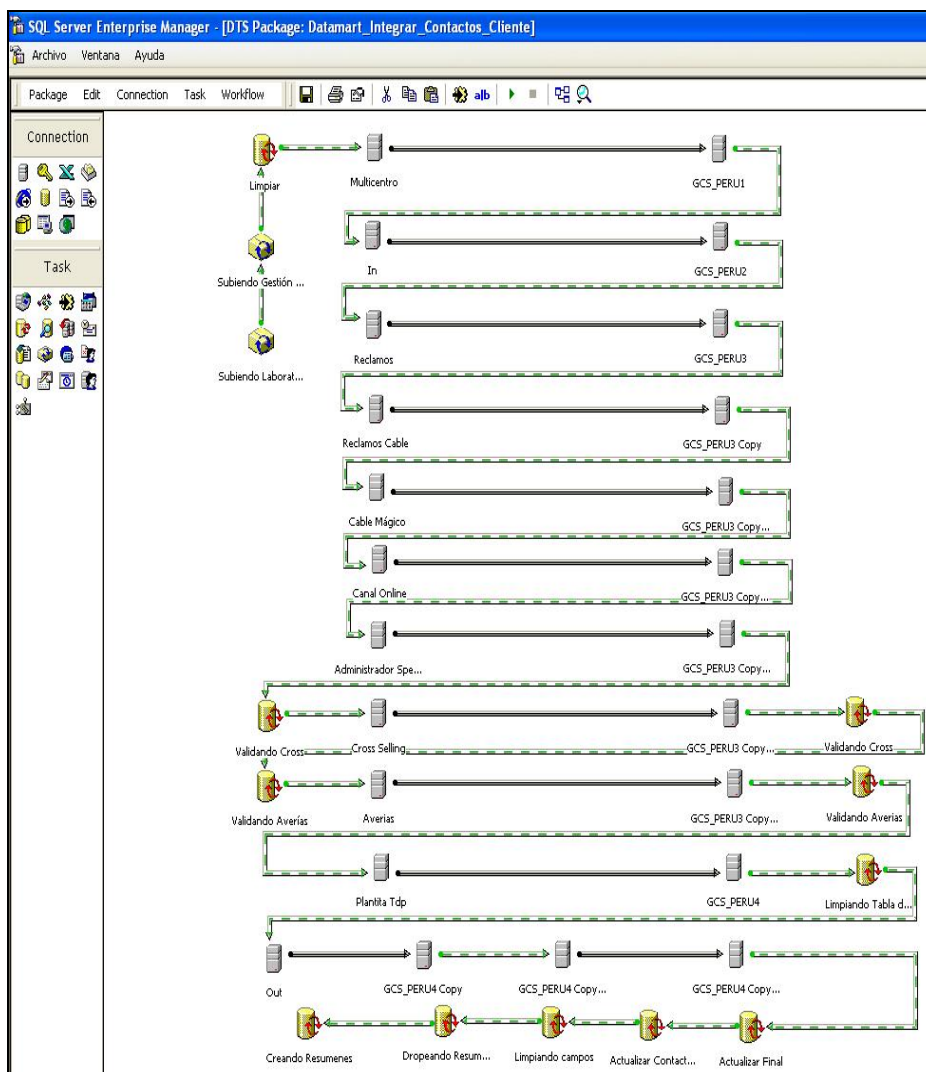 SQL Server Enterprise Manager - [DTS Package: Datamart_Integrar_Contactos_Cliente]
Archivo Ventana Ayuda
Package Edit Connection Task Workflow a|b
Connection
Task
Limpiar
Multicentro
GCS_PERU1
Subiendo Gestión ...
In
GCS_PERU2
Subiendo Laborat...
Reclamos
GCS_PERU3
Reclamos Cable
GCS_PERU3 Copy
Cable Mágico
GCS_PERU3 Copy...
Canal Online
GCS_PERU3 Copy...
Administrador Spe...
GCS_PERU3 Copy...
Validando Cross
Cross Selling
GCS_PERU3 Copy...
Validando Cross
Validando Averías
Averias
GCS_PERU3 Copy...
Validando Averias
Plantita Tdp
GCS_PERU4
Limpiando Tabla d...
Out
GCS_PERU4 Copy
GCS_PERU4 Copy...
GCS_PERU4 Copy...
Creando Resumenes
Dropeando Resum...
Limpiando campos
Actualizar Contact...
Actualizar Final